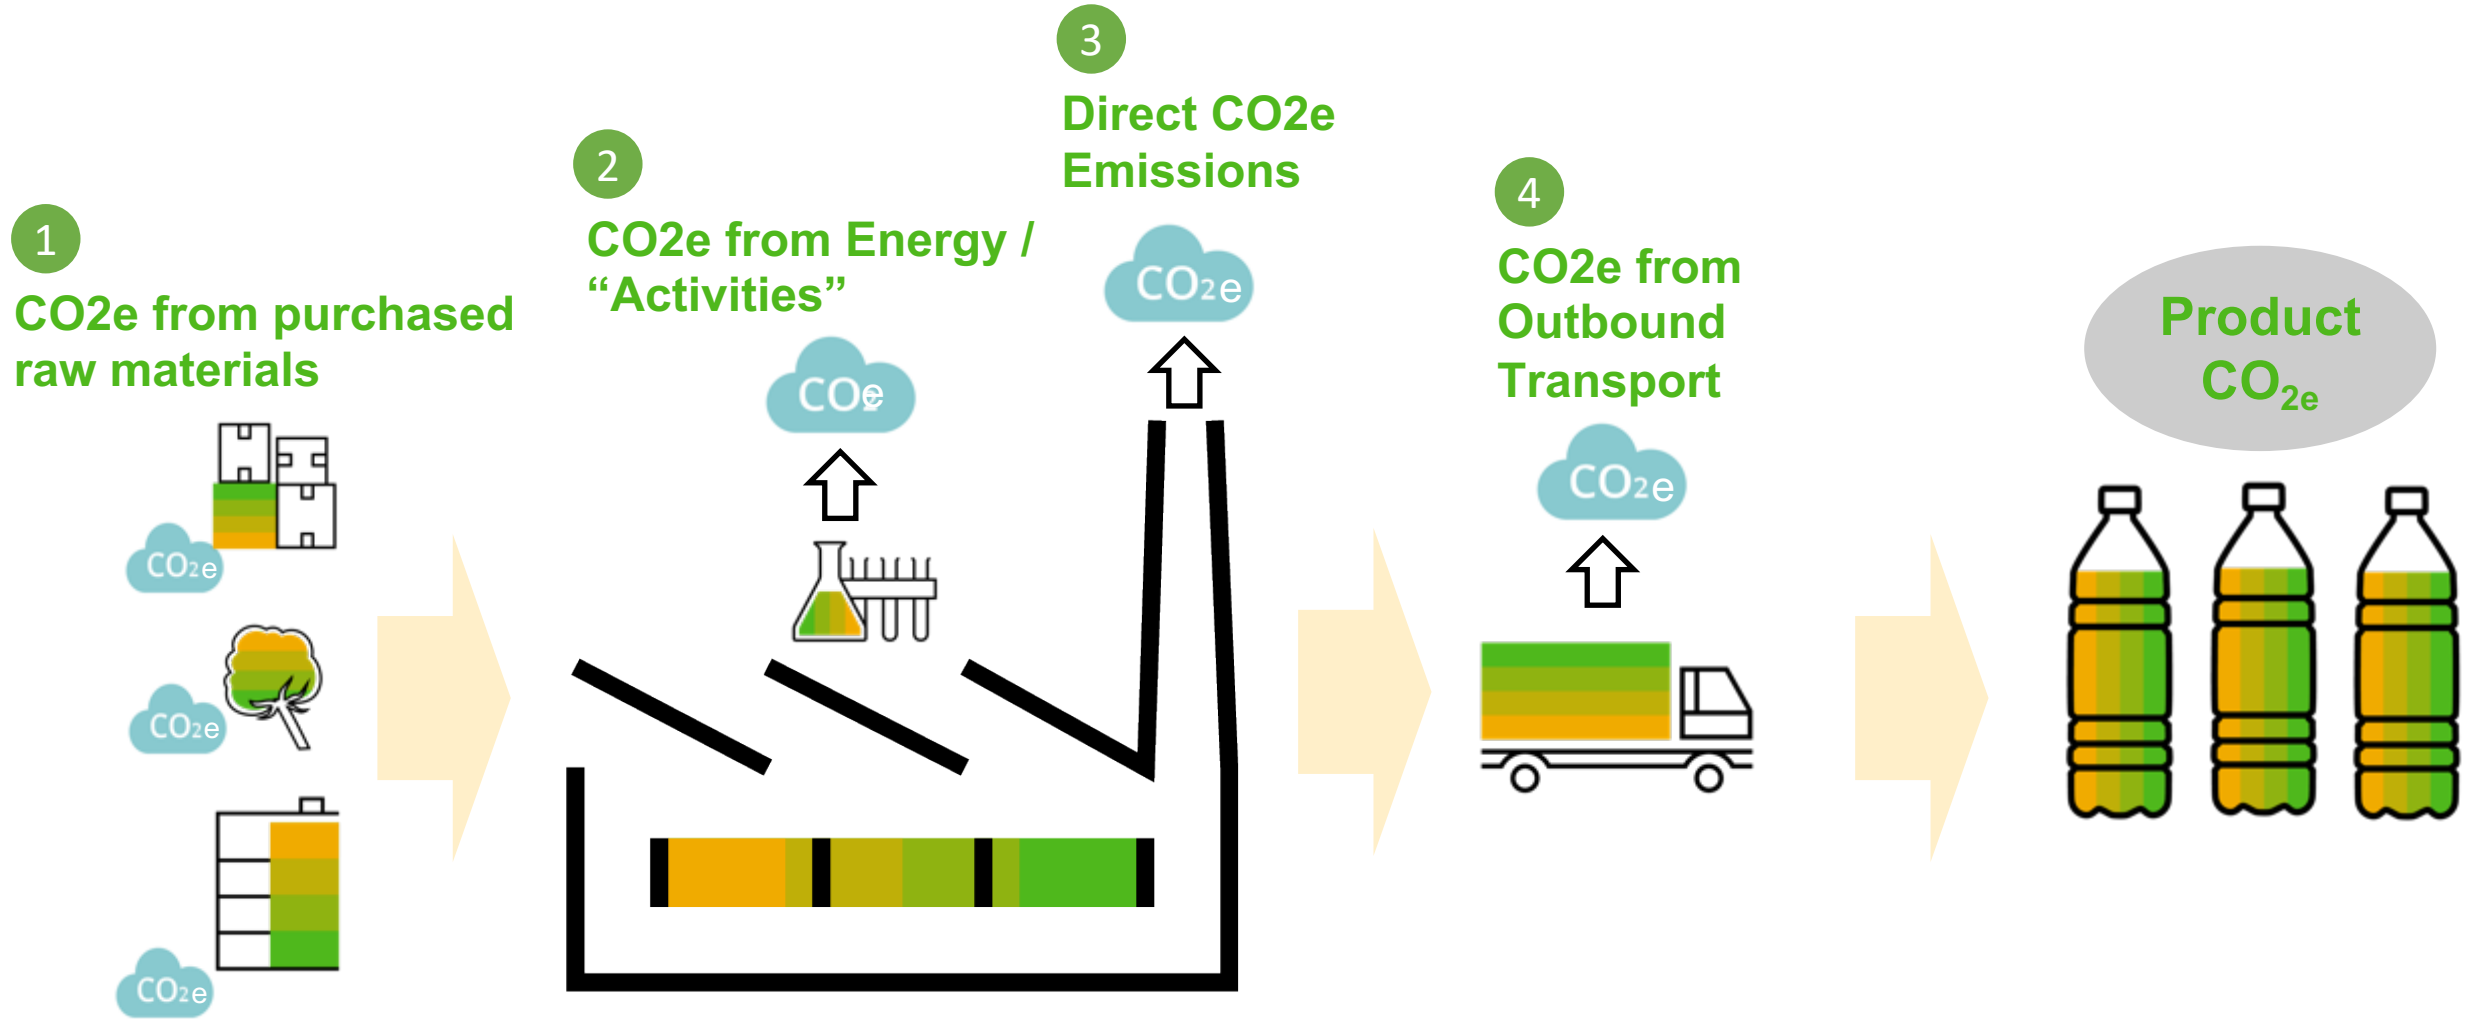 1
CO2e from purchased
raw materials
CO2e
CO2e
CO2e
2
CO2e from Energy /
“Activities”
CO2e
3
Direct CO2e
Emissions
CO2e
4
CO2e from
Outbound
Transport
CO2e
Product
CO2e